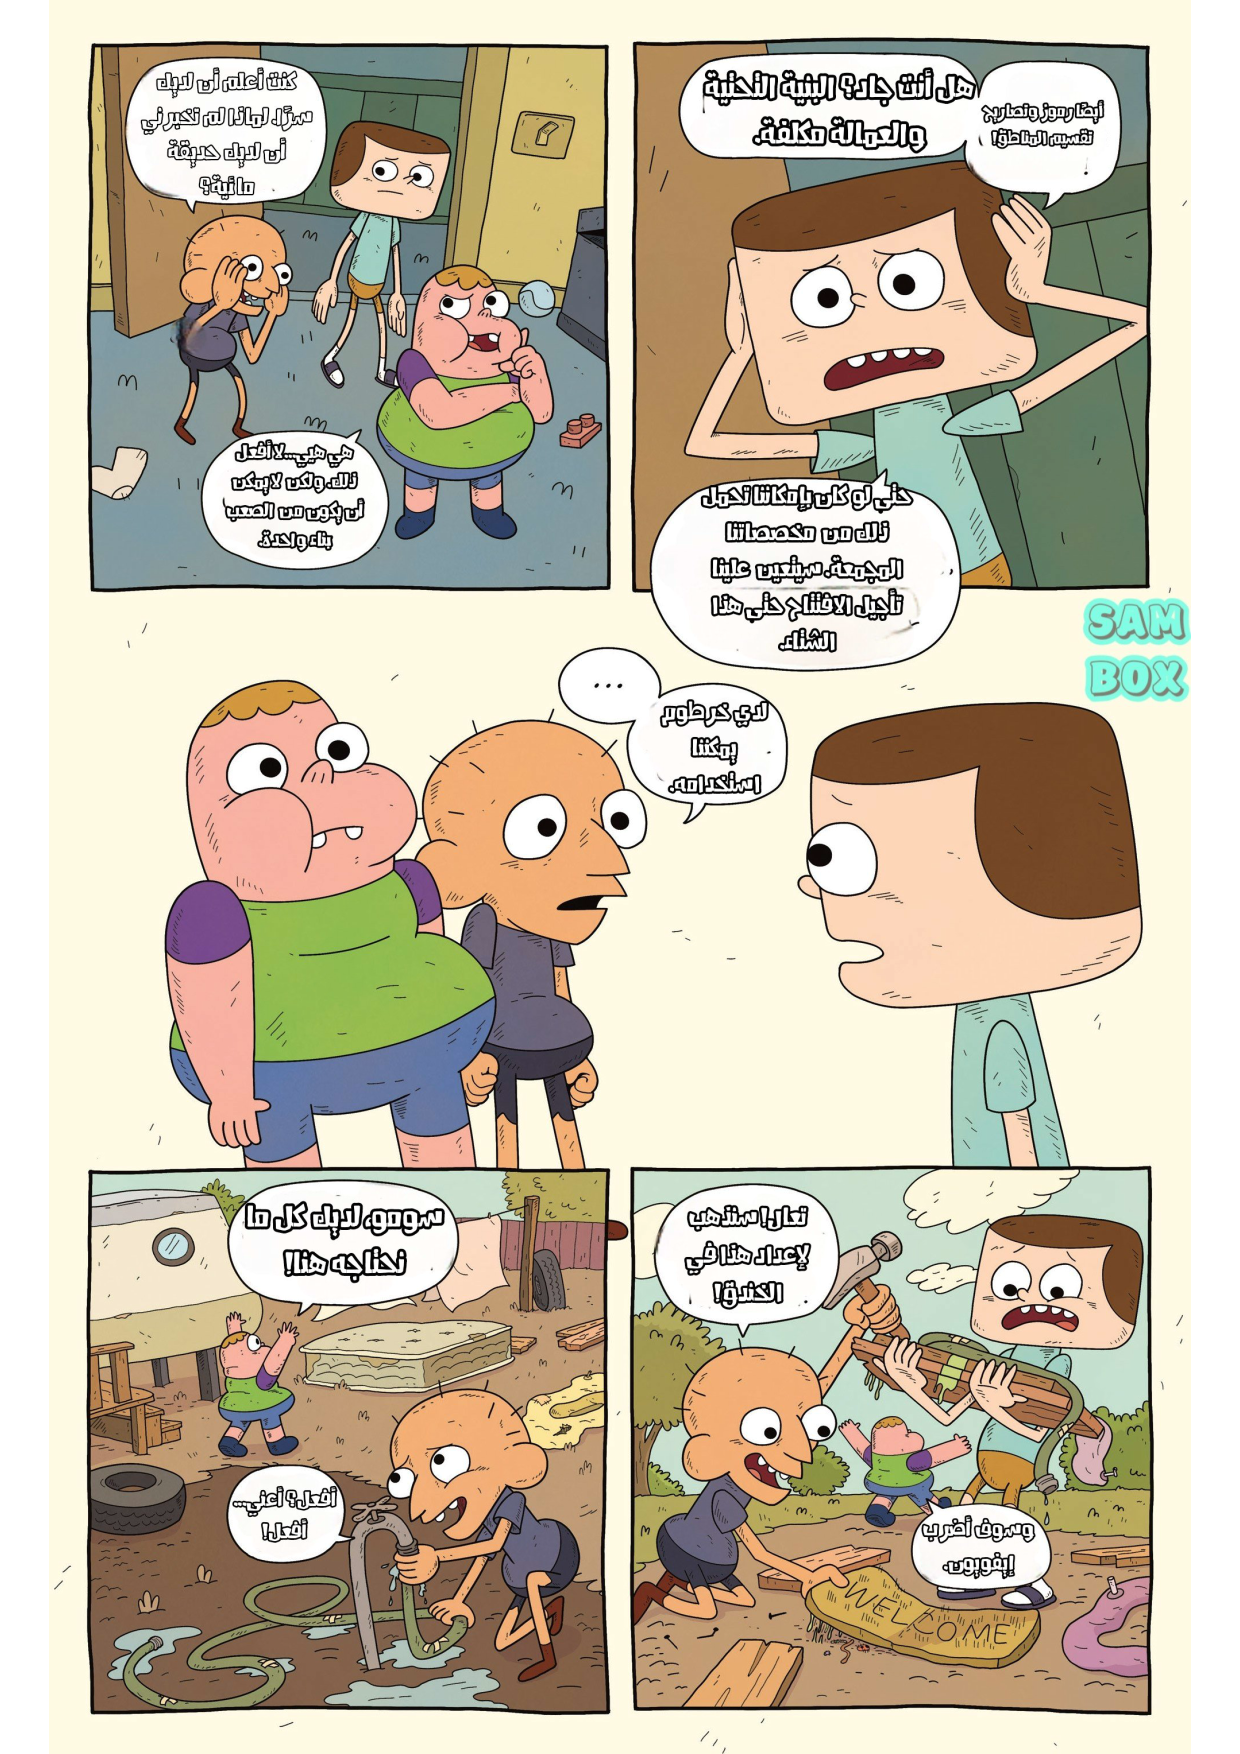 كنت أعلم أن لديك
سرًا. لماذا لم تخبرني
أن لديك حديقة
مائية؟
هي هيي...لا أفعل
ذلك. ولكن لا يمكن
أن يكون من الصعب
بناء واحدة.
هل أنت جاد؟ البنية التحتية
والعمالة مكلفة.
أيضًا رموز وتصاريح
تقسيم المناطق!
حتى لو كان بإمكاننا تحمل
ذلك من مخصصاتنا
المجمعة. سيتعين علينا
تأجيل الافتتاح حتى هذا
الشتاء.
SAM
BOX
...
لدي خرطوم
يمكننا
استخدامه.
سومو، لديك كل ما
نحتاجه هنا!
أفعل؟ أعني...
أفعل!
تعال! سنذهب
لإعداد هذا في
الخندق!
وسوف أضرب
إيفوبون.
WELCOME